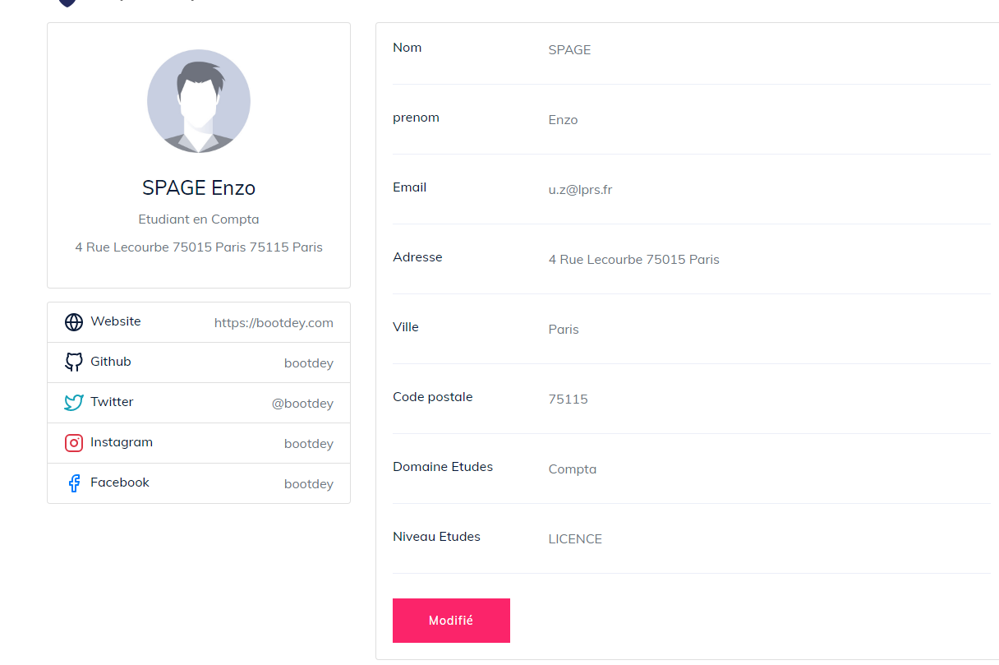 SPAGE Enzo
Etudiant en Compta
4 Rue Lecourbe 75015 Paris 75115 Paris
Website https://bootdey.com
Github bootdey
Twitter @bootdey
Instagram bootdey
Facebook bootdey
Nom SPAGE
prenom Enzo
Email u.z@lprs.fr
Adresse 4 Rue Lecourbe 75015 Paris
Ville Paris
Code postale 75115
Domaine Etudes Compta
Niveau Etudes LICENCE
Modifié